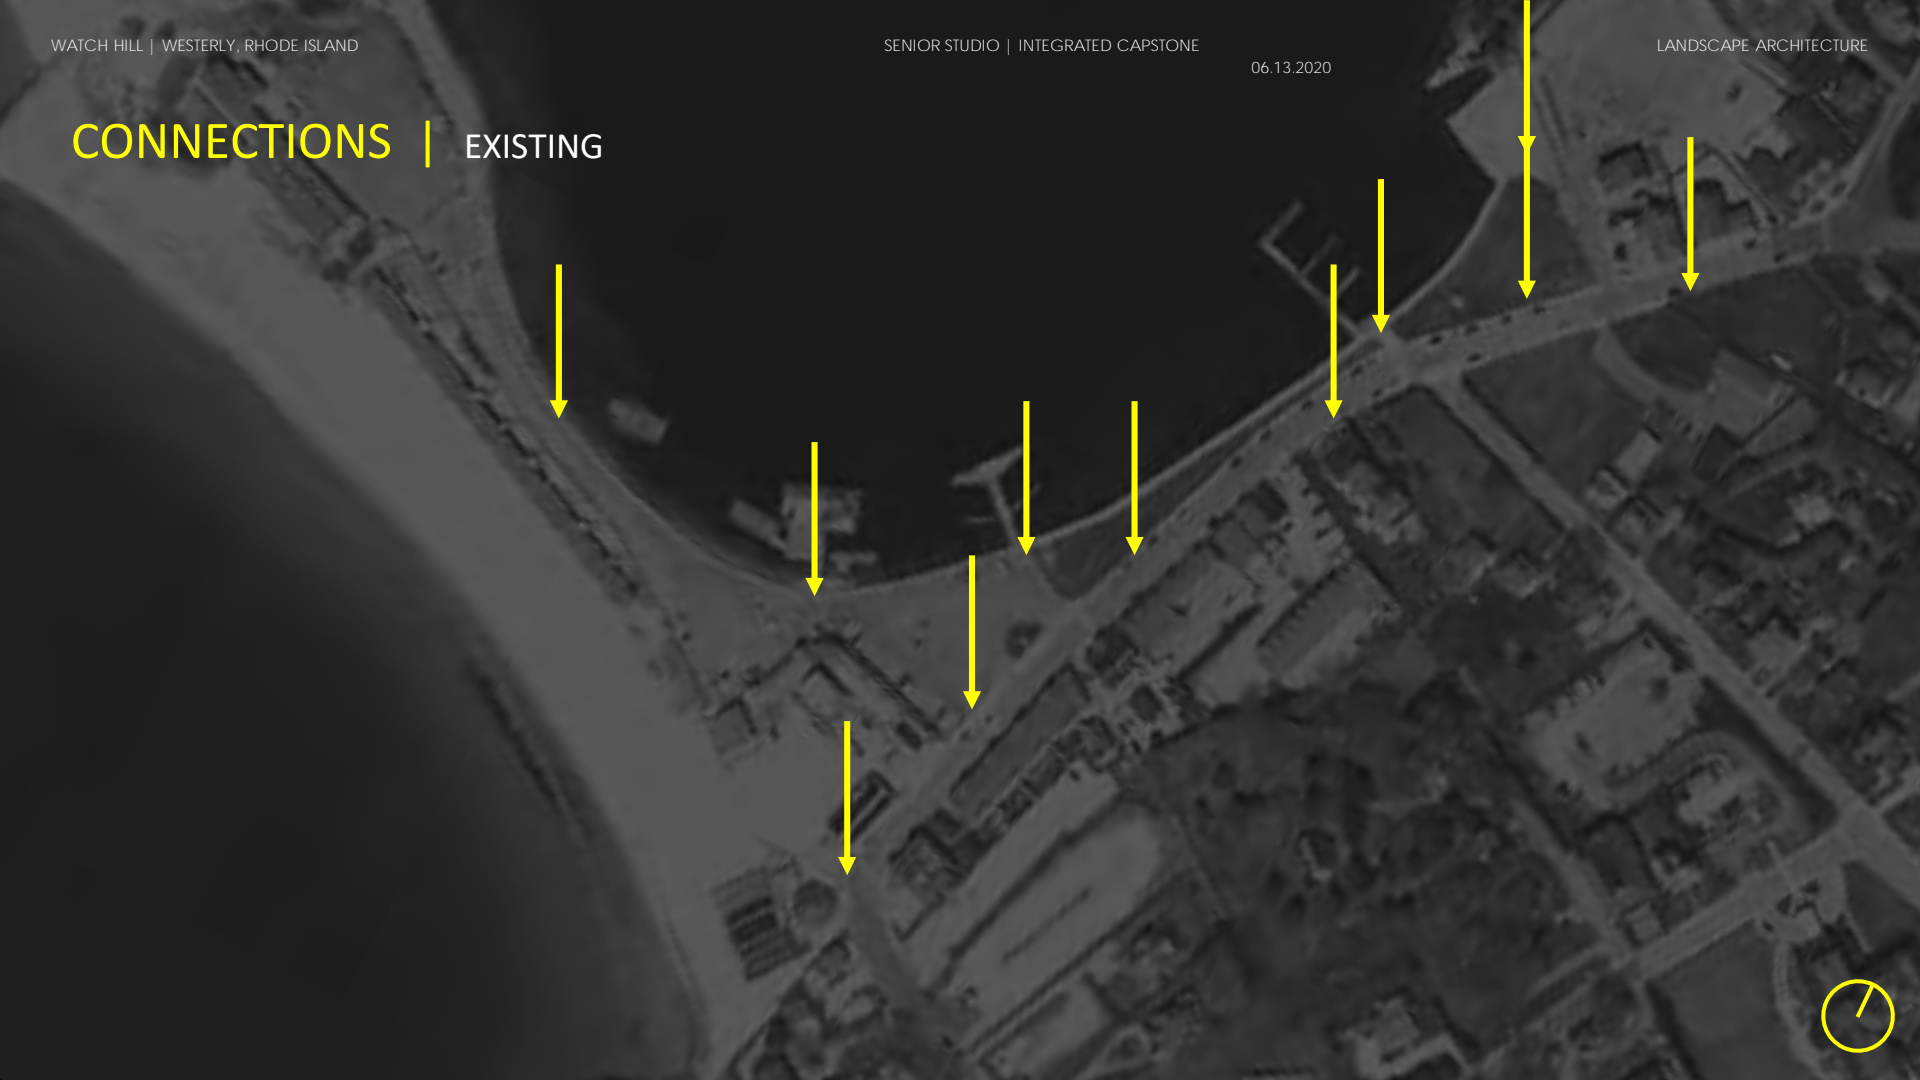 WATCH HILL | WESTERLY, RHODE ISLAND
SENIOR STUDIO | INTEGRATED CAPSTONE
06.13.2020
LANDSCAPE ARCHITECTURE
CONNECTIONS | EXISTING